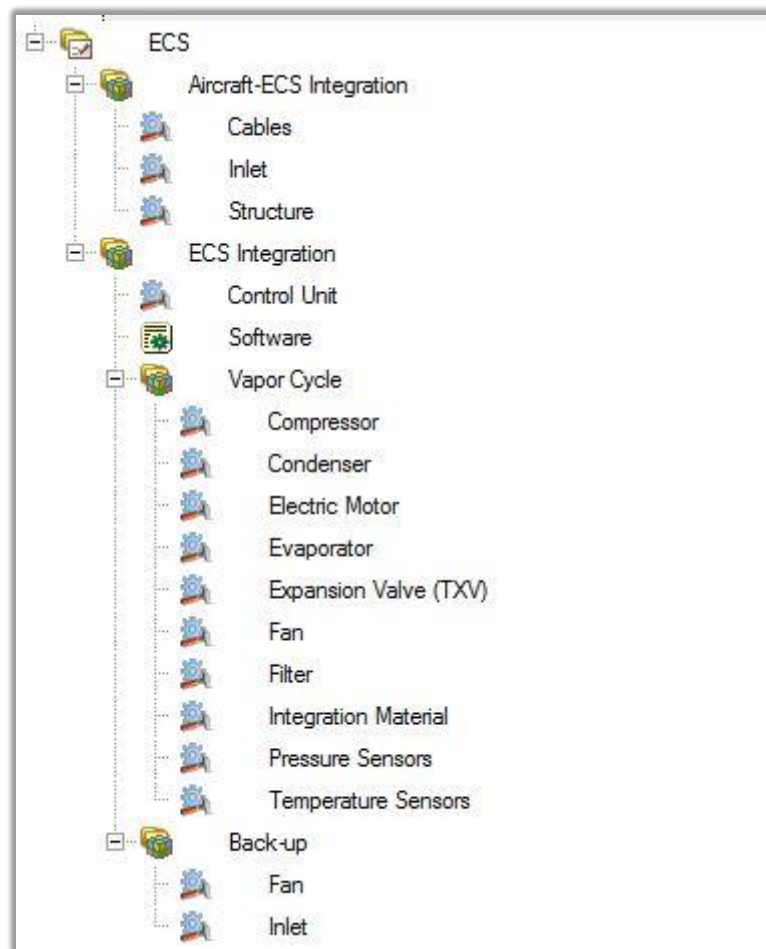 ECS
Aircraft-ECS Integration
Cables
Inlet
Structure
ECS Integration
Control Unit
Software
Vapor Cycle
Compressor
Condenser
Electric Motor
Evaporator
Expansion Valve (TXV)
Fan
Filter
Integration Material
Pressure Sensors
Temperature Sensors
Back-up
Fan
Inlet